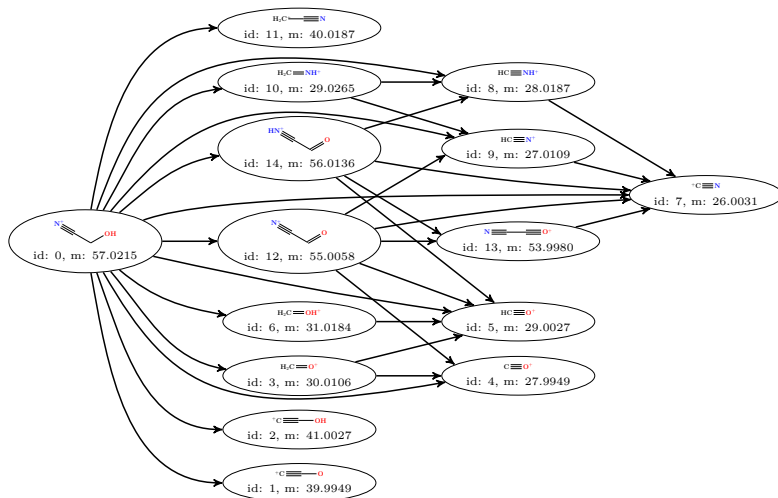 H₂C N
id: 11, m: 40.0187
H₂C NH⁺
id: 10, m: 29.0265
HC NH⁺
id: 8, m: 28.0187
HN⁺ O
id: 14, m: 56.0136
HC N⁺
id: 9, m: 27.0109
⁺C N
id: 7, m: 26.0031
N⁺ OH
id: 0, m: 57.0215
N⁺ O
id: 12, m: 55.0058
N O⁺
id: 13, m: 53.9980
H₂C OH⁺
id: 6, m: 31.0184
HC O⁺
id: 5, m: 29.0027
H₂C O⁺
id: 3, m: 30.0106
C O⁺
id: 4, m: 27.9949
⁺C OH
id: 2, m: 41.0027
⁺C O
id: 1, m: 39.9949